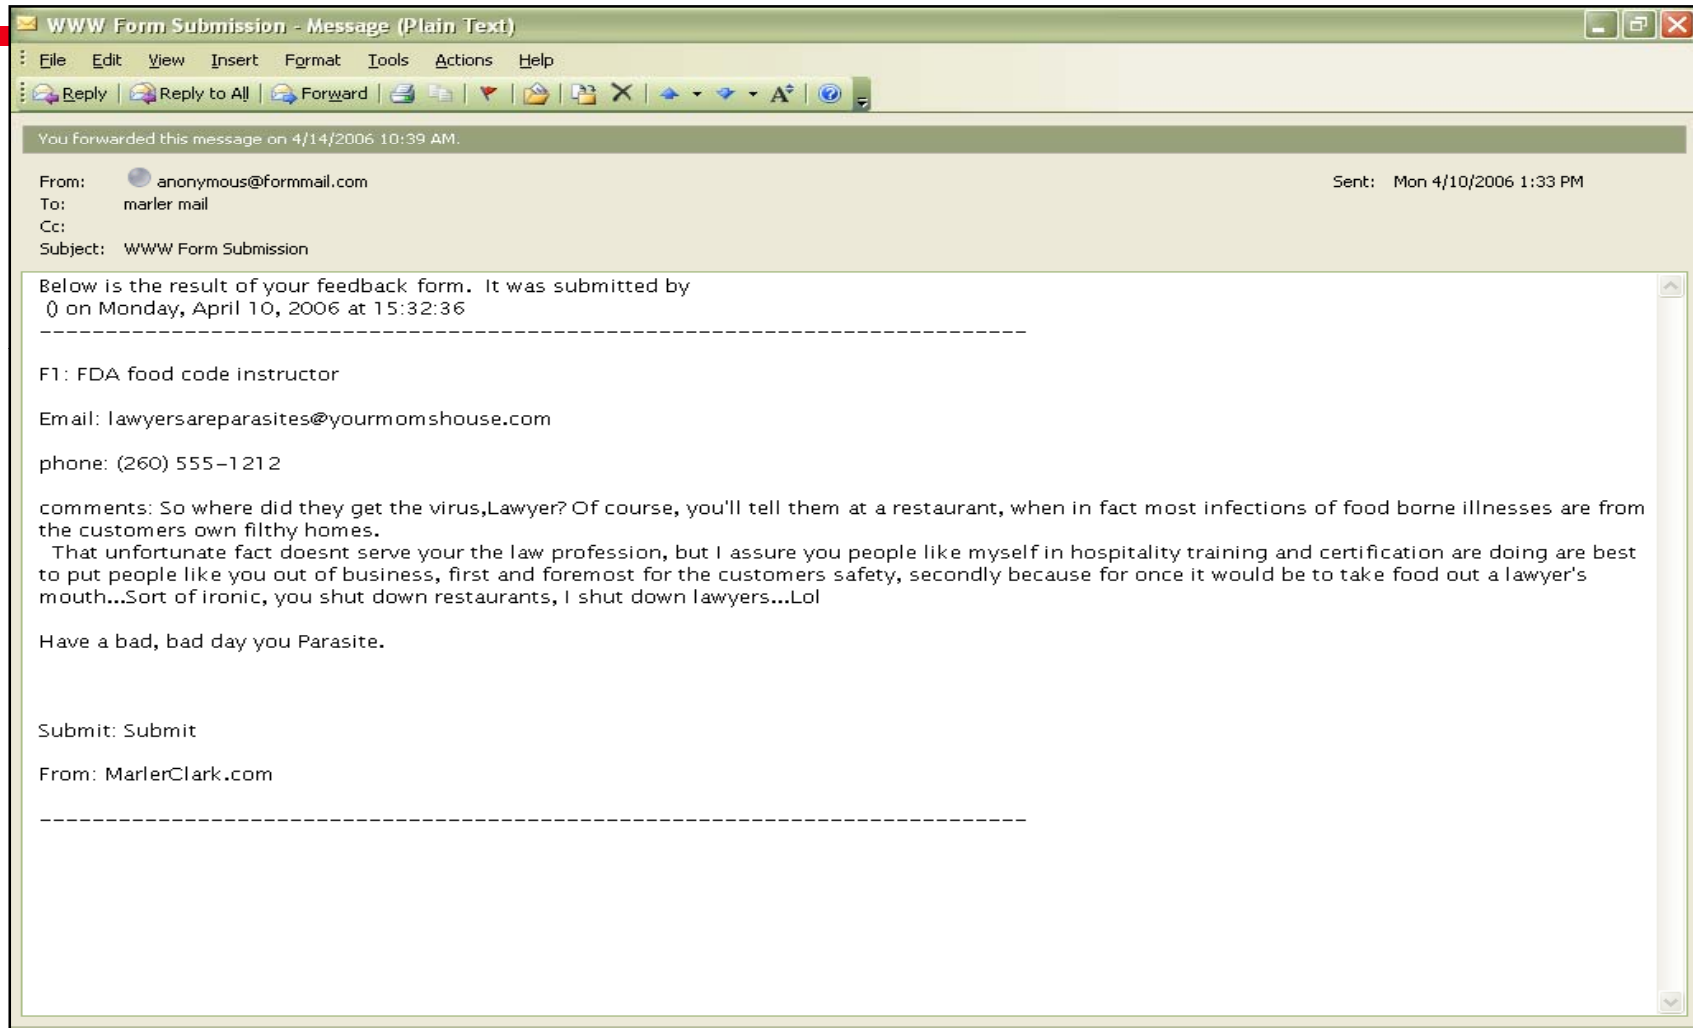 WWW Form Submission - Message (Plain Text)
File Edit View Insert Format Tools Actions Help
Reply Reply to All Forward
You forwarded this message on 4/14/2006 10:39 AM.
From: anonymous@formmail.com Sent: Mon 4/10/2006 1:33 PM
To: marler mail
Cc:
Subject: WWW Form Submission
Below is the result of your feedback form. It was submitted by
() on Monday, April 10, 2006 at 15:32:36
---------------------------------------------------------------------------
F1: FDA food code instructor
Email: lawyersareparasites@yourmomshouse.com
phone: (260) 555-1212
comments: So where did they get the virus,Lawyer? Of course, you'll tell them at a restaurant, when in fact most infections of food borne illnesses are from
the customers own filthy homes.
That unfortunate fact doesnt serve your the law profession, but I assure you people like myself in hospitality training and certification are doing are best
to put people like you out of business, first and foremost for the customers safety, secondly because for once it would be to take food out a lawyer's
mouth...Sort of ironic, you shut down restaurants, I shut down lawyers...Lol
Have a bad, bad day you Parasite.
Submit: Submit
From: MarlerClark.com
---------------------------------------------------------------------------